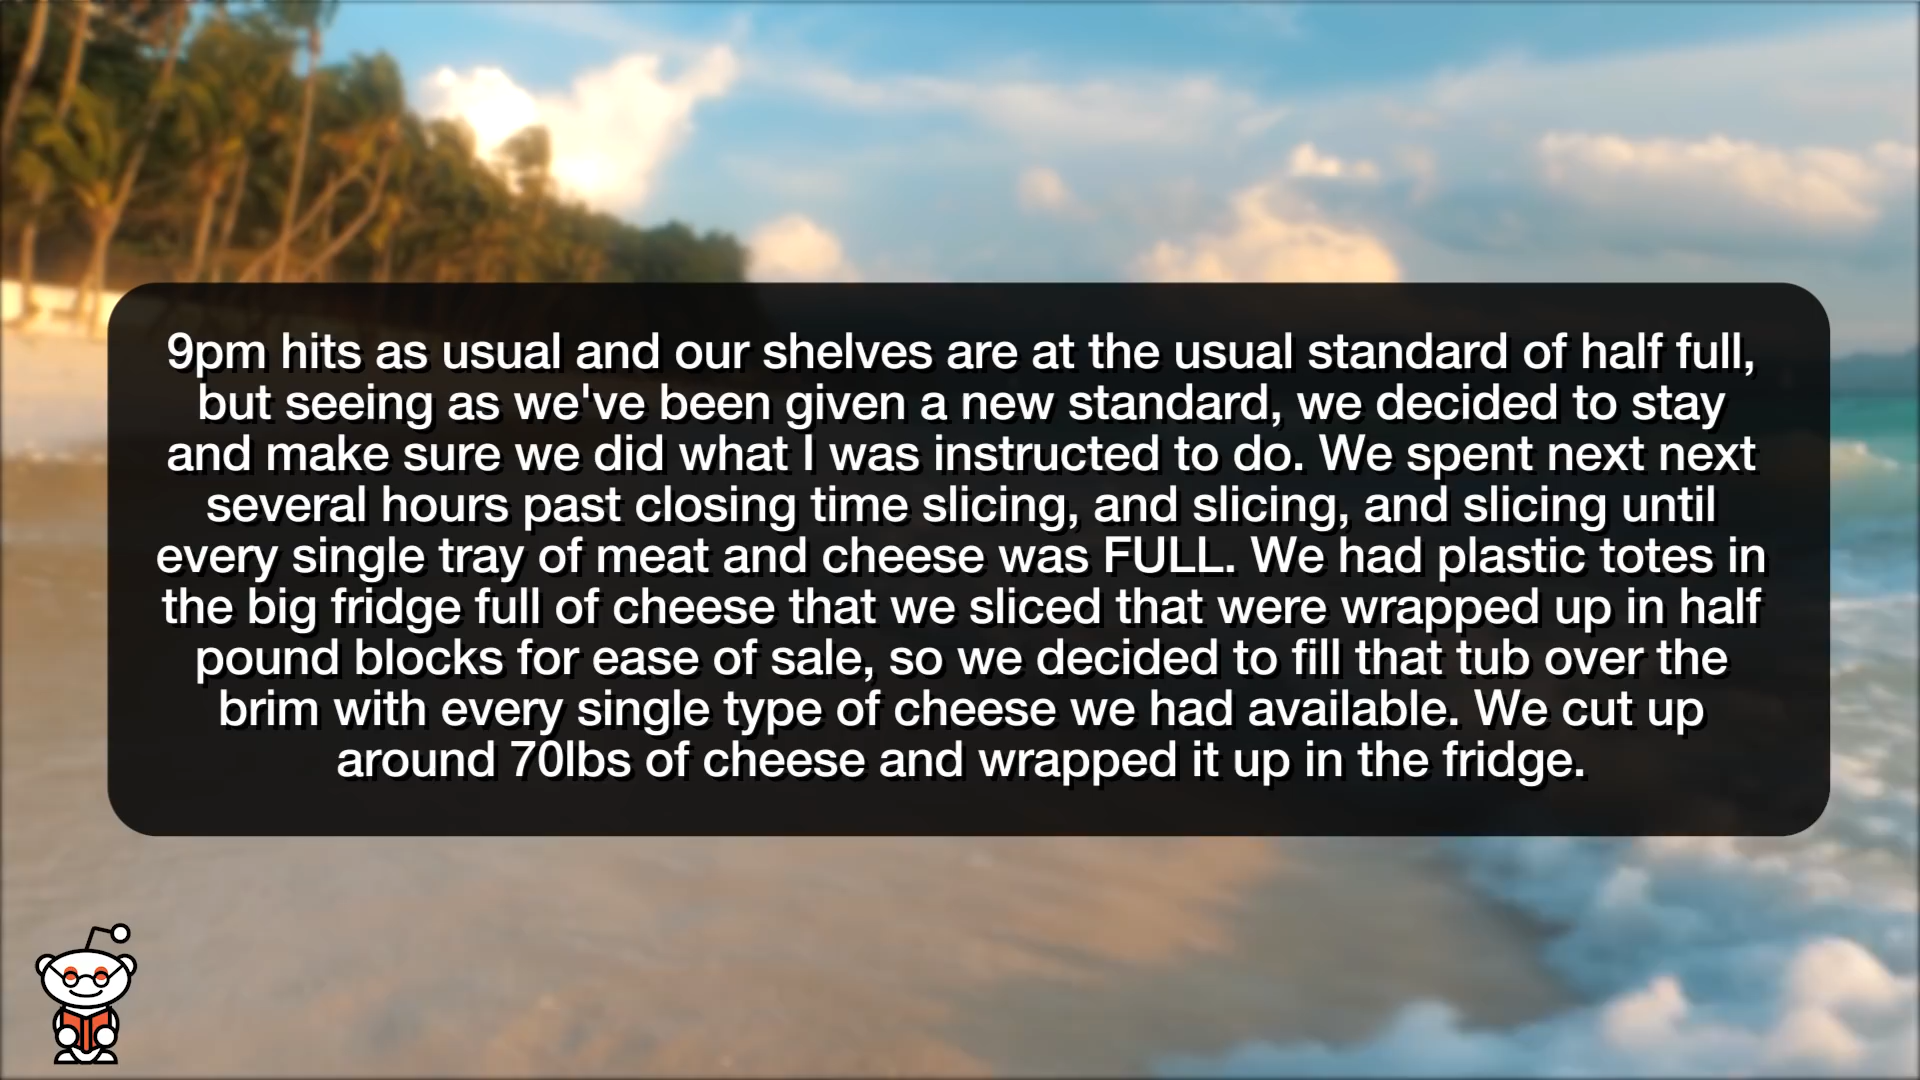 9pm hits as usual and our shelves are at the usual standard of half full,
but seeing as we've been given a new standard, we decided to stay
and make sure we did what I was instructed to do. We spent next next
several hours past closing time slicing, and slicing, and slicing until
every single tray of meat and cheese was FULL. We had plastic totes in
the big fridge full of cheese that we sliced that were wrapped up in half
pound blocks for ease of sale, so we decided to fill that tub over the
brim with every single type of cheese we had available. We cut up
around 70lbs of cheese and wrapped it up in the fridge.